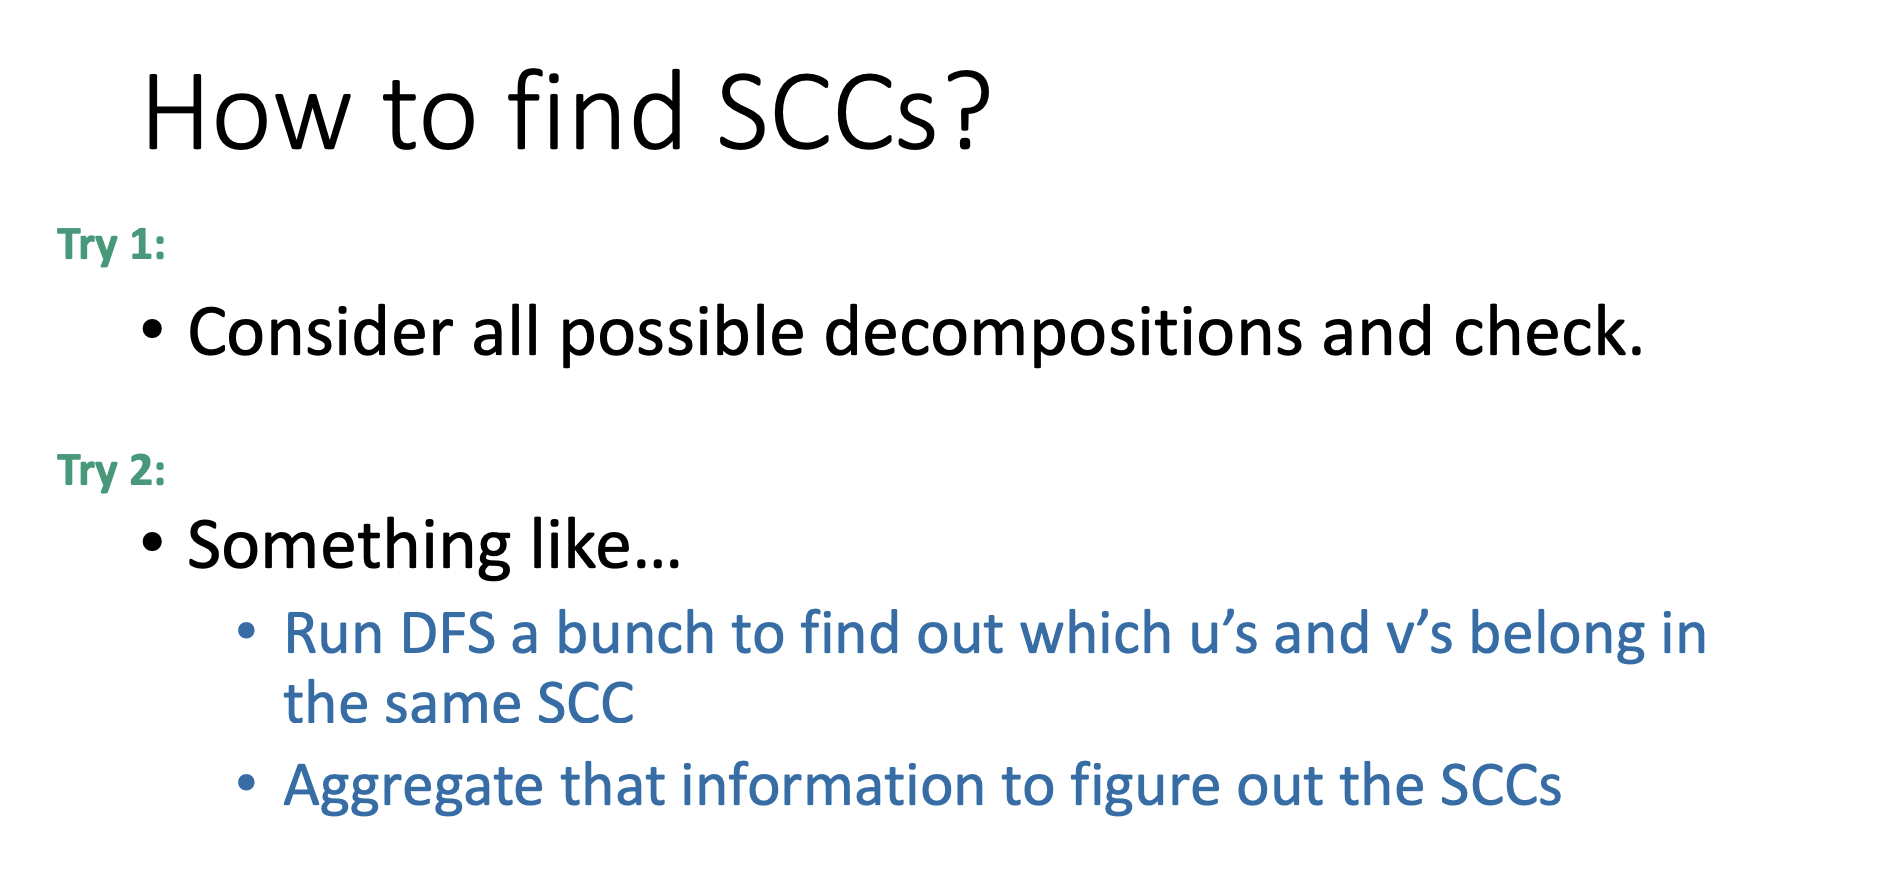 How to find SCCs?
Try 1:
• Consider all possible decompositions and check.
Try 2:
• Something like…
• Run DFS a bunch to find out which u’s and v’s belong in
the same SCC
• Aggregate that information to figure out the SCCs